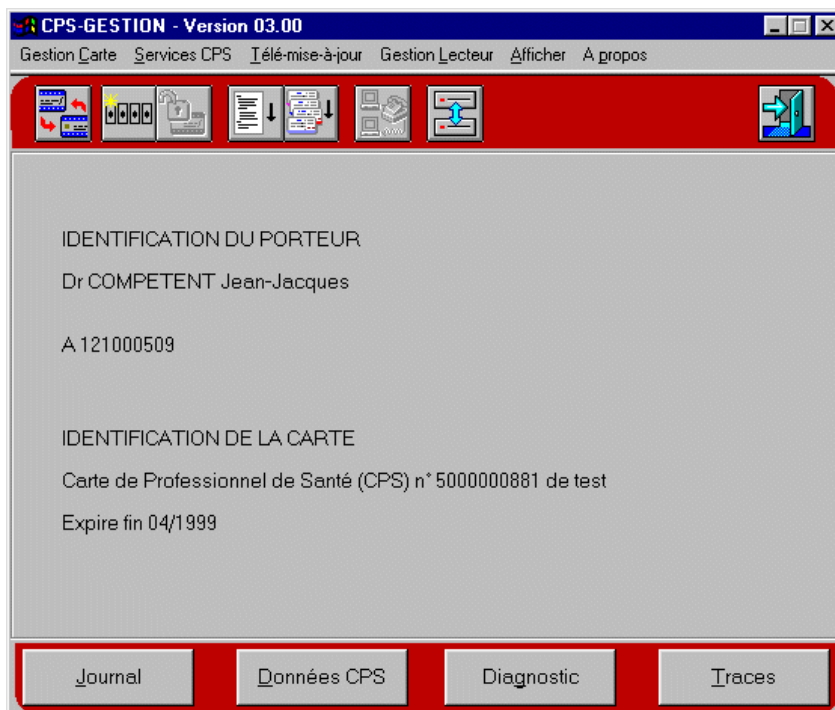 CPS-GESTION - Version 03.00
Gestion Carte Services CPS Télé-mise-à-jour Gestion Lecteur Afficher A propos
IDENTIFICATION DU PORTEUR
Dr COMPETENT Jean-Jacques
A 121000509
IDENTIFICATION DE LA CARTE
Carte de Professionnel de Santé (CPS) n° 5000000881 de test
Expire fin 04/1999
Journal Données CPS Diagnostic Traces